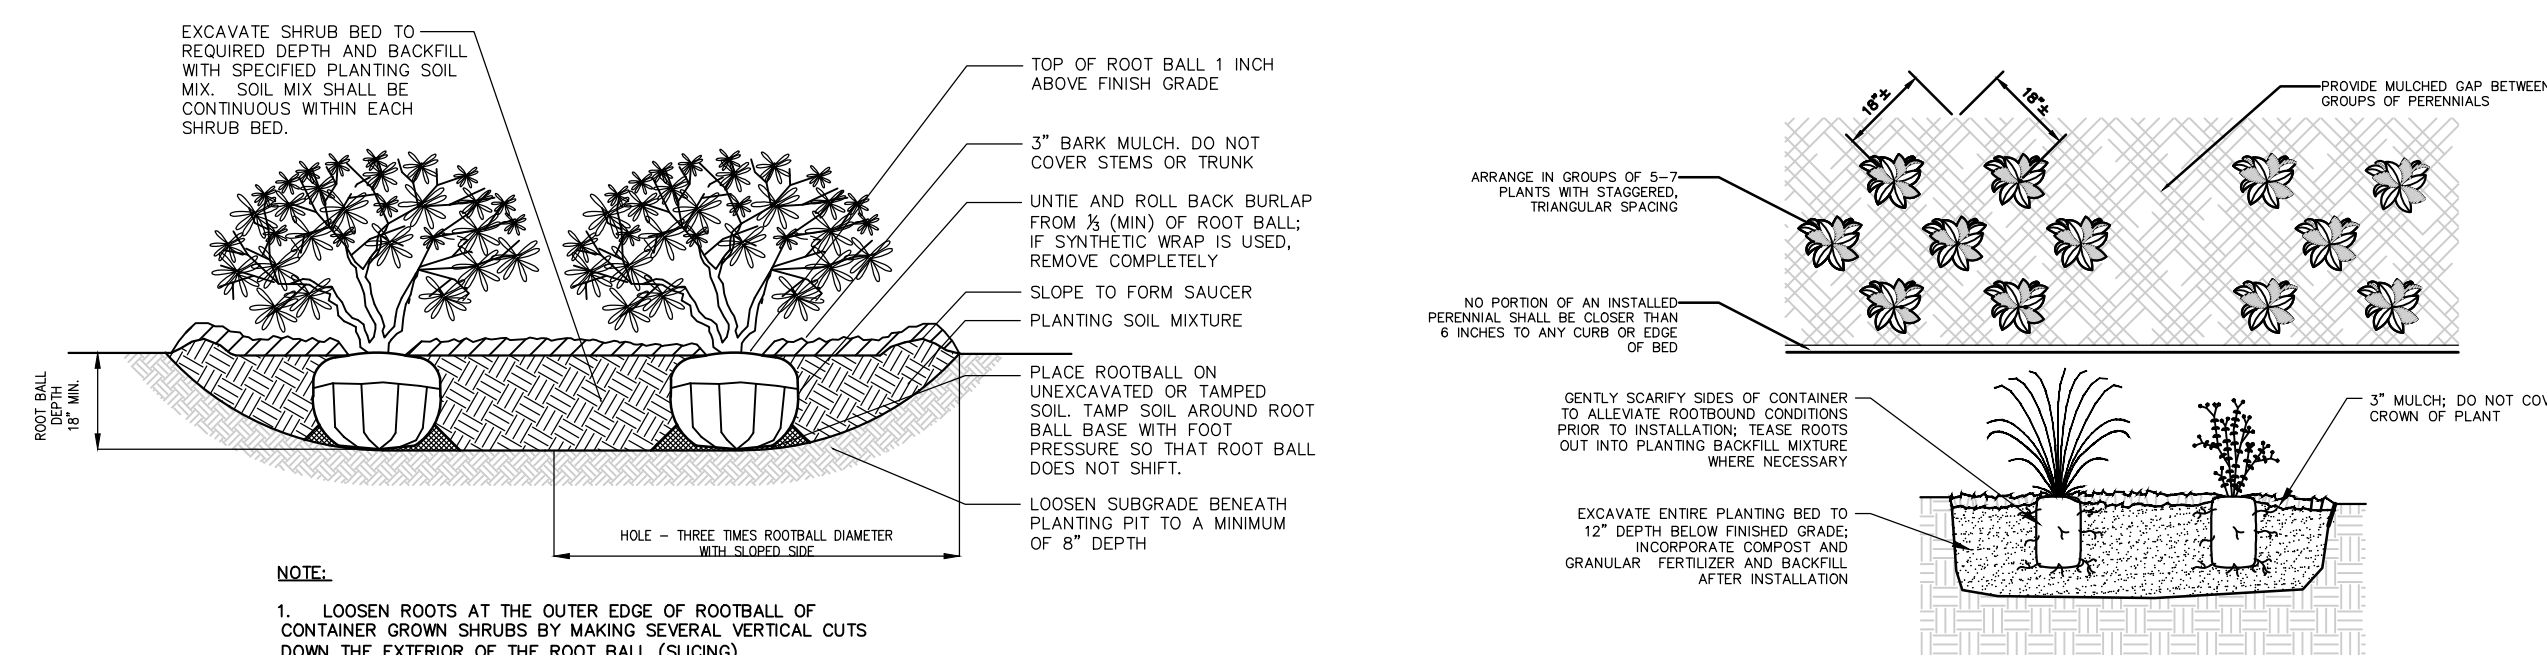 EXCAVATE SHRUB BED TO
REQUIRED DEPTH AND BACKFILL
WITH SPECIFIED PLANTING SOIL
MIX.  SOIL MIX SHALL BE
CONTINUOUS WITHIN EACH
SHRUB BED.
TOP OF ROOT BALL 1 INCH
ABOVE FINISH GRADE
3" BARK MULCH. DO NOT
COVER STEMS OR TRUNK
UNTIE AND ROLL BACK BURLAP
FROM ⅓ (MIN) OF ROOT BALL;
IF SYNTHETIC WRAP IS USED,
REMOVE COMPLETELY
SLOPE TO FORM SAUCER
PLANTING SOIL MIXTURE
PLACE ROOTBALL ON
UNEXCAVATED OR TAMPED
SOIL. TAMP SOIL AROUND ROOT
BALL BASE WITH FOOT
PRESSURE SO THAT ROOT BALL
DOES NOT SHIFT.
LOOSEN SUBGRADE BENEATH
PLANTING PIT TO A MINIMUM
OF 8" DEPTH
ROOT BALL
DEPTH
18" MIN.
HOLE – THREE TIMES ROOTBALL DIAMETER
WITH SLOPED SIDE
NOTE:
1.   LOOSEN ROOTS AT THE OUTER EDGE OF ROOTBALL OF
CONTAINER GROWN SHRUBS BY MAKING SEVERAL VERTICAL CUTS
DOWN THE EXTERIOR OF THE ROOT BALL (SLICING)
18"±
18"±
PROVIDE MULCHED GAP BETWEEN
GROUPS OF PERENNIALS
ARRANGE IN GROUPS OF 5–7
PLANTS WITH STAGGERED,
TRIANGULAR SPACING
NO PORTION OF AN INSTALLED
PERENNIAL SHALL BE CLOSER THAN
6 INCHES TO ANY CURB OR EDGE
OF BED
GENTLY SCARIFY SIDES OF CONTAINER
TO ALLEVIATE ROOTBOUND CONDITIONS
PRIOR TO INSTALLATION; TEASE ROOTS
OUT INTO PLANTING BACKFILL MIXTURE
WHERE NECESSARY
3" MULCH; DO NOT COV
CROWN OF PLANT
EXCAVATE ENTIRE PLANTING BED TO
12" DEPTH BELOW FINISHED GRADE;
INCORPORATE COMPOST AND
GRANULAR  FERTILIZER AND BACKFILL
AFTER INSTALLATION